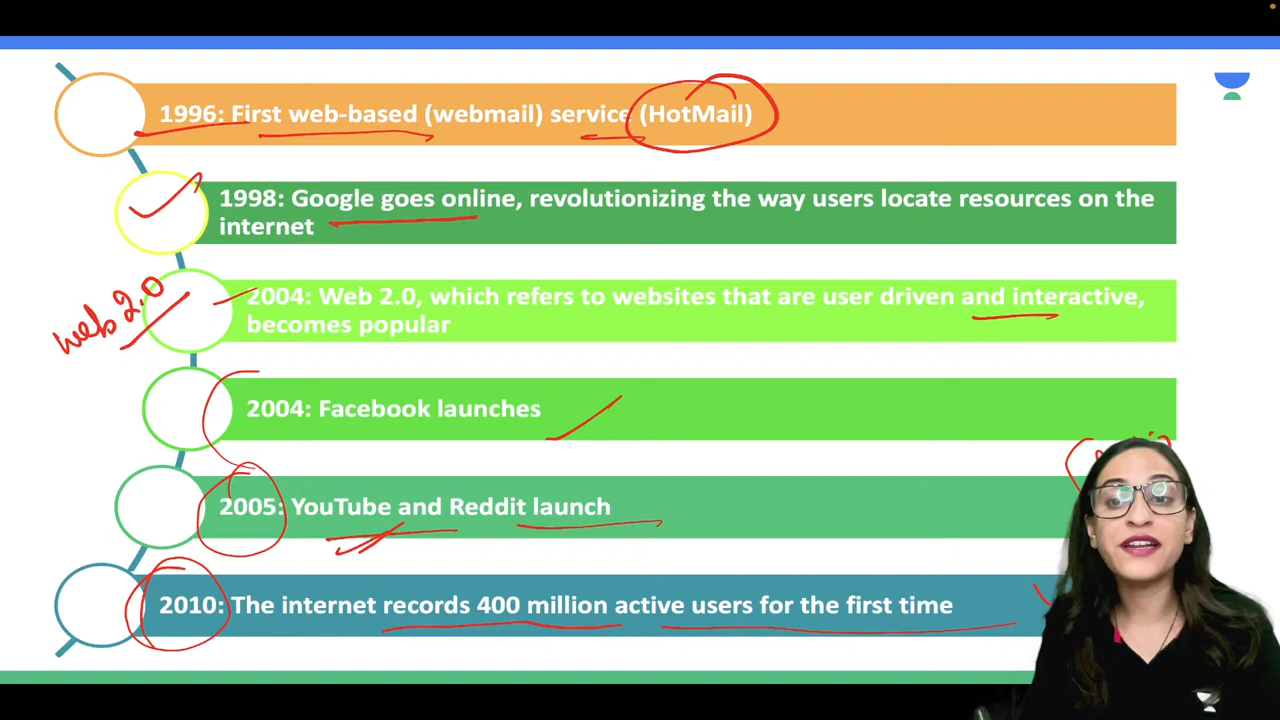 1996: First web-based (webmail) service (HotMail)
1998: Google goes online, revolutionizing the way users locate resources on the
internet
web 2.0
2004: Web 2.0, which refers to websites that are user driven and interactive,
becomes popular
2004: Facebook launches
2005: YouTube and Reddit launch
2010: The internet records 400 million active users for the first time